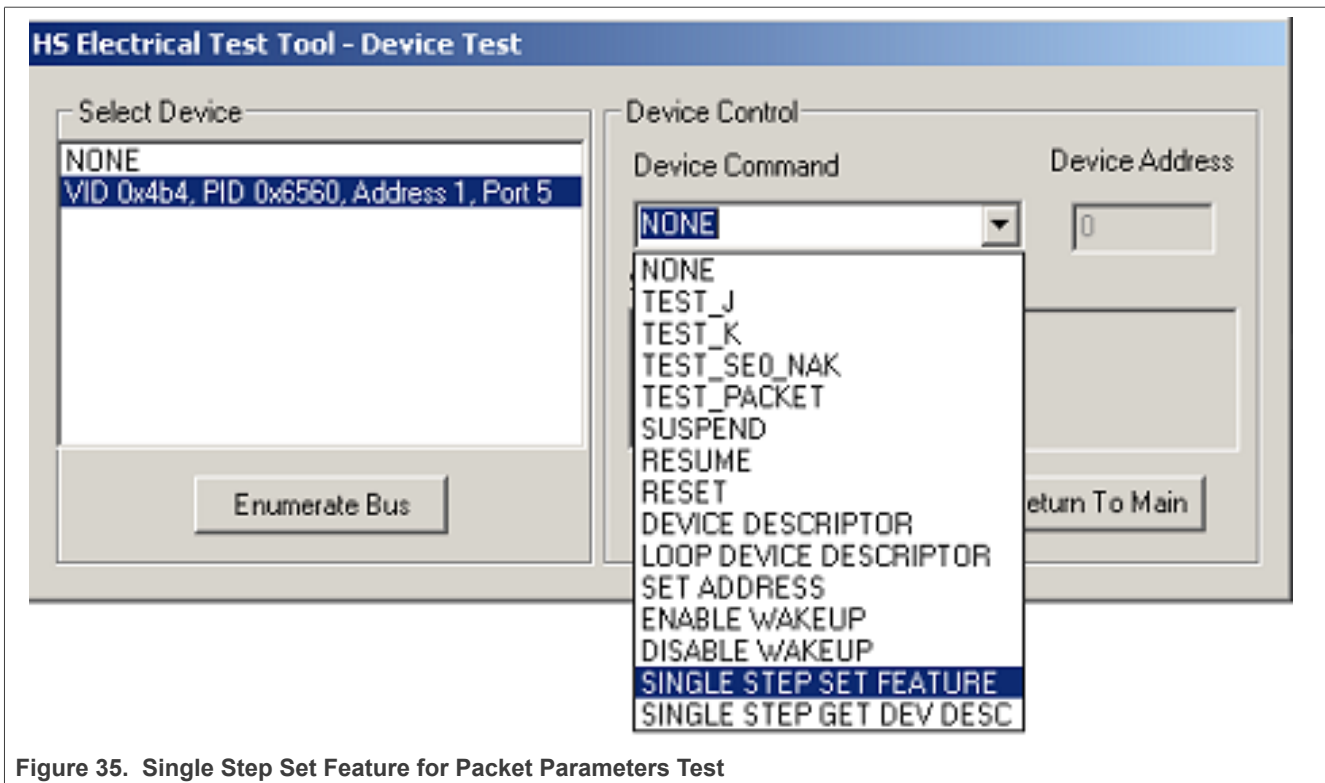 HS Electrical Test Tool - Device Test
Select Device
NONE
VID 0x4b4, PID 0x6560, Address 1, Port 5
Enumerate Bus
Device Control
Device Command
Device Address
NONE
0
NONE
TEST_J
TEST_K
TEST_SE0_NAK
TEST_PACKET
SUSPEND
RESUME
RESET
DEVICE DESCRIPTOR
LOOP DEVICE DESCRIPTOR
SET ADDRESS
ENABLE WAKEUP
DISABLE WAKEUP
SINGLE STEP SET FEATURE
SINGLE STEP GET DEV DESC
eturn To Main
Figure 35. Single Step Set Feature for Packet Parameters Test